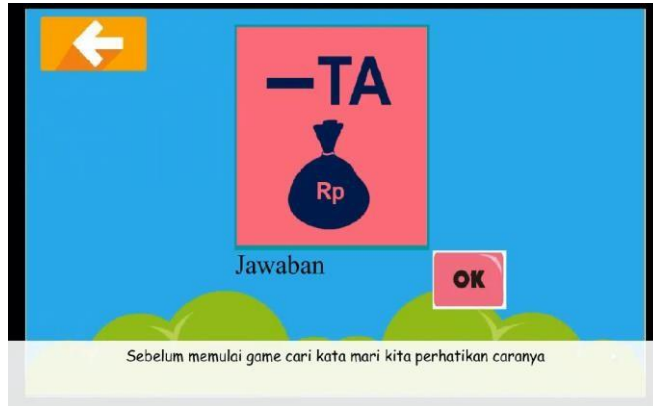 —TA
Rp
Jawaban
OK
Sebelum memulai game cari kata mari kita perhatikan caranya